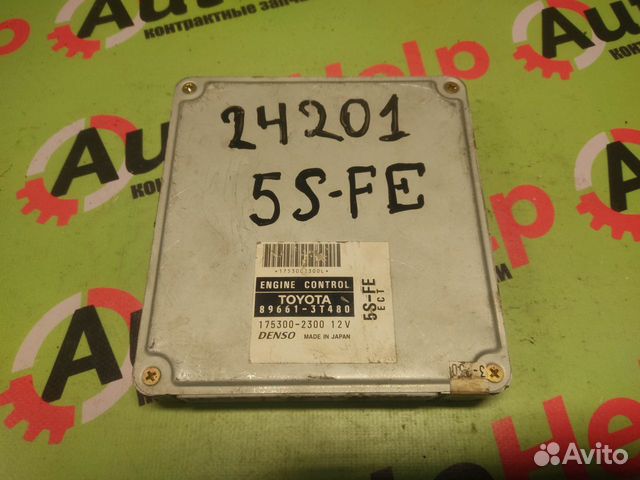 Auto
контрактные запча
Help
24201
5S-FE
ENGINE CONTROL
TOYOTA
89661-3T480
175300-2300 12V
DENSO MADE IN JAPAN
5S-FE
ECT
Avito